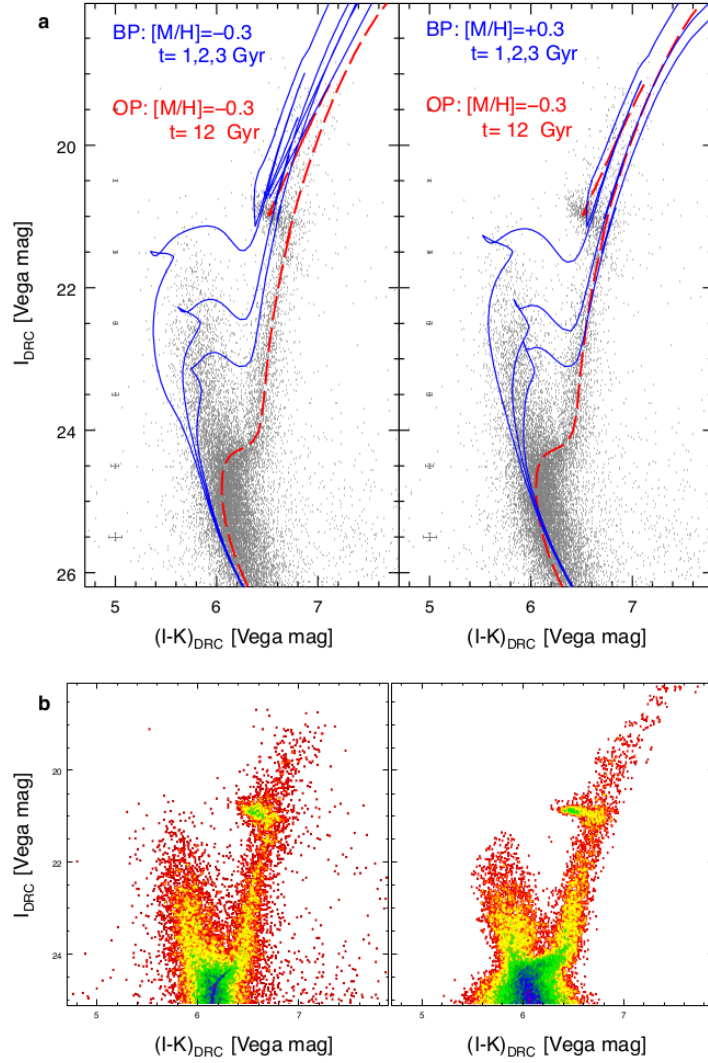 a
BP: [M/H]=−0.3
t= 1,2,3 Gyr
OP: [M/H]=−0.3
t= 12 Gyr
BP: [M/H]=+0.3
t= 1,2,3 Gyr
OP: [M/H]=−0.3
t= 12 Gyr
20
22
24
26
I_DRC [Vega mag]
5 6 7 5 6 7
(I-K)_DRC [Vega mag] (I-K)_DRC [Vega mag]
b
20
22
24
I_DRC [Vega mag]
5 6 7 5 6 7
(I-K)_DRC [Vega mag] (I-K)_DRC [Vega mag]